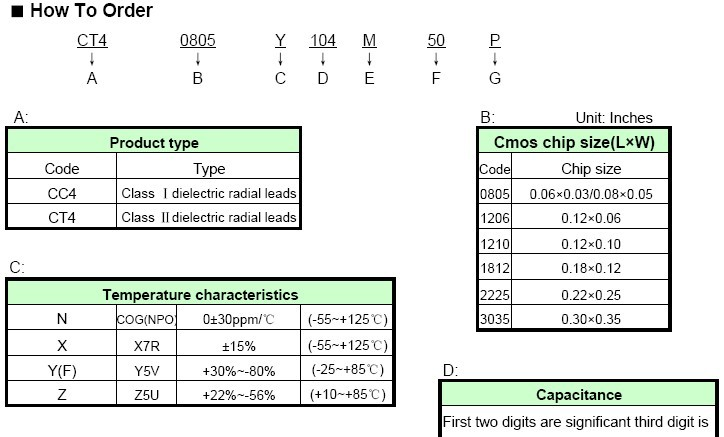 ■ How To Order
CT4 0805 Y 104 M 50 P
A B C D E F G
A:
Product type
Code Type
CC4 Class Ⅰ dielectric radial leads
CT4 Class Ⅱ dielectric radial leads
B: Unit: Inches
Cmos chip size(L×W)
Code Chip size
0805 0.06×0.03/0.08×0.05
1206 0.12×0.06
1210 0.12×0.10
1812 0.18×0.12
2225 0.22×0.25
3035 0.30×0.35
C:
Temperature characteristics
N COG(NPO) 0±30ppm/℃ (-55~+125℃)
X X7R ±15% (-55~+125℃)
Y(F) Y5V +30%~-80% (-25~+85℃)
Z Z5U +22%~-56% (+10~+85℃)
D:
Capacitance
First two digits are significant third digit is